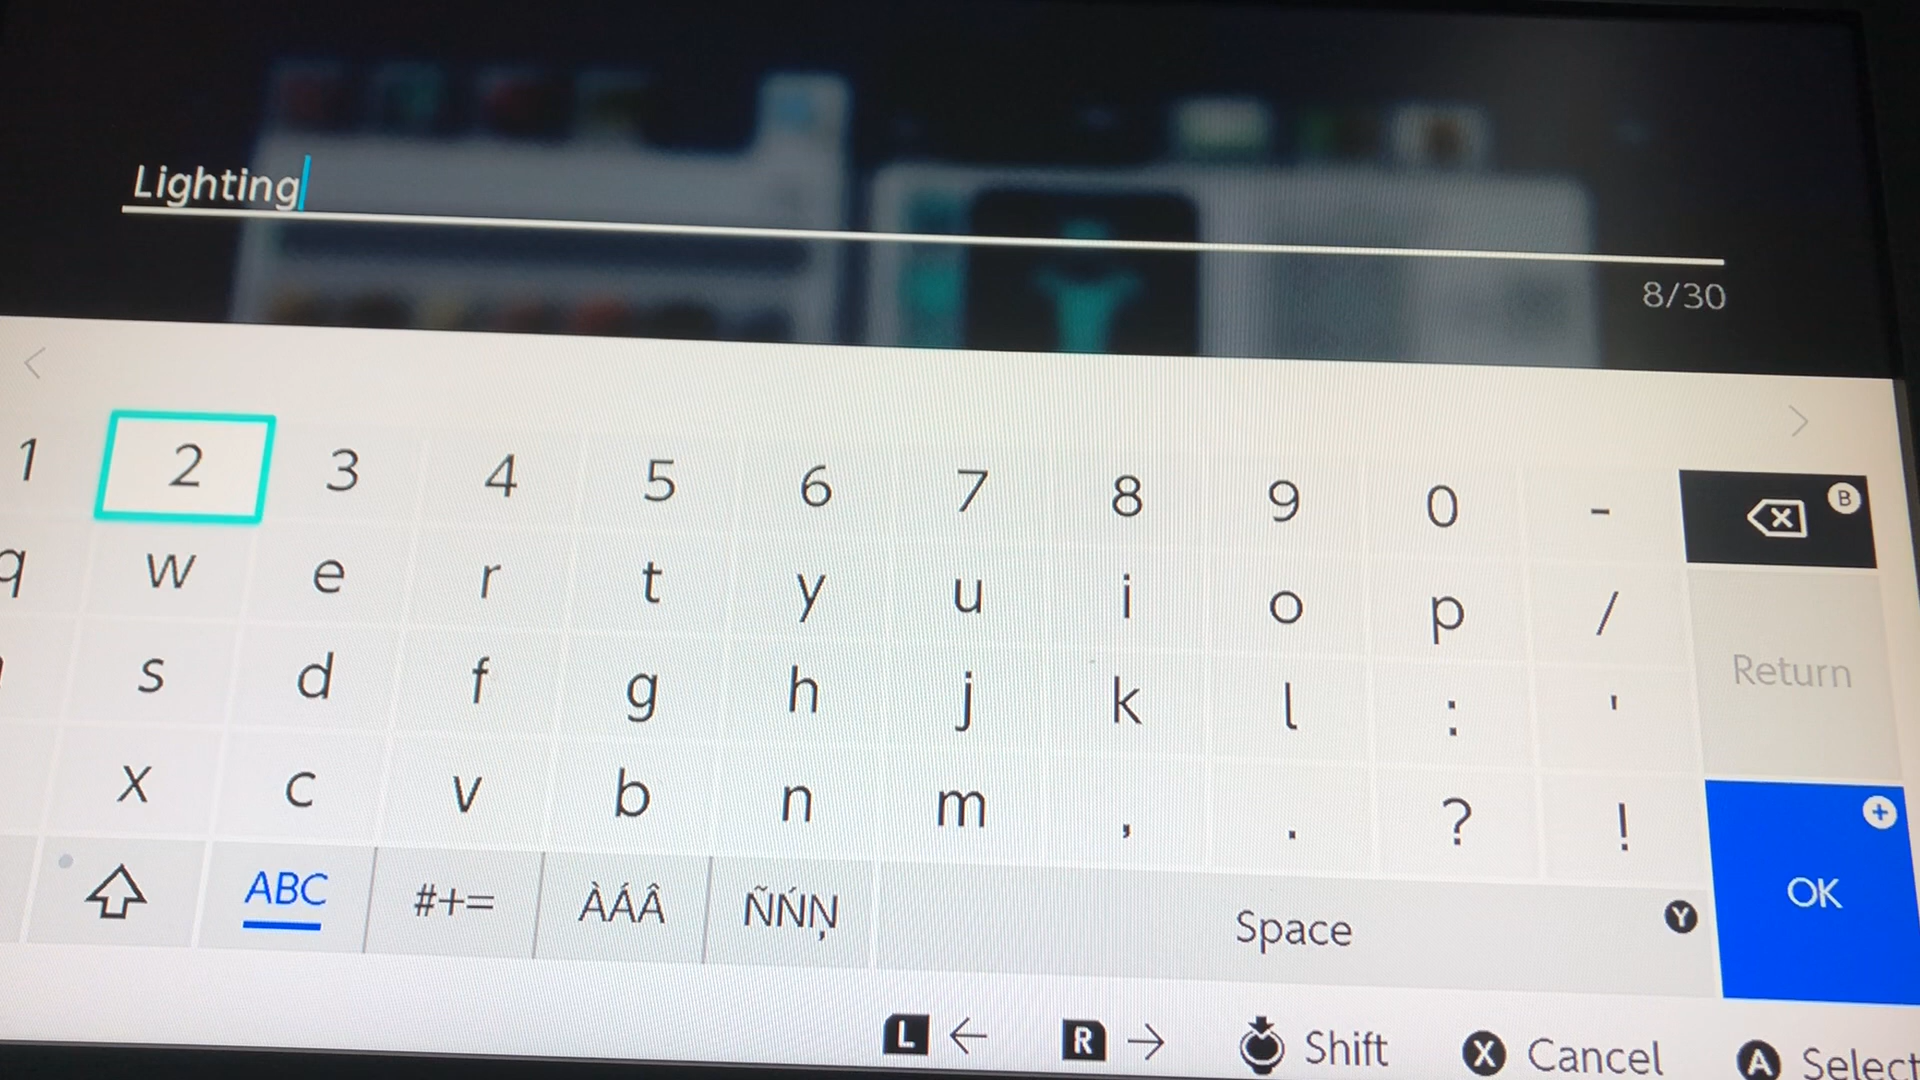 Lighting
8/30
1 2 3 4 5 6 7 8 9 0 - B
q w e r t y u i o p / Return
s d f g h j k l : '
x c v b n m , . ? ! + OK
ABC #+= ÀÁÂ ÑŃŅ Space Y
L ← R → Shift X Cancel A Select